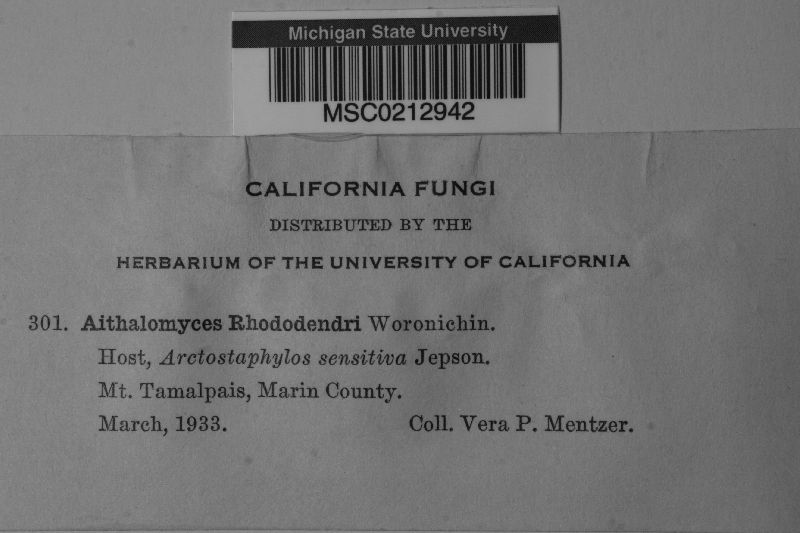 Michigan State University
MSC0212942
CALIFORNIA FUNGI
DISTRIBUTED BY THE
HERBARIUM OF THE UNIVERSITY OF CALIFORNIA
301. Aithalomyces Rhododendri Woronichin.
Host, Arctostaphylos sensitiva Jepson.
Mt. Tamalpais, Marin County.
March, 1933. Coll. Vera P. Mentzer.